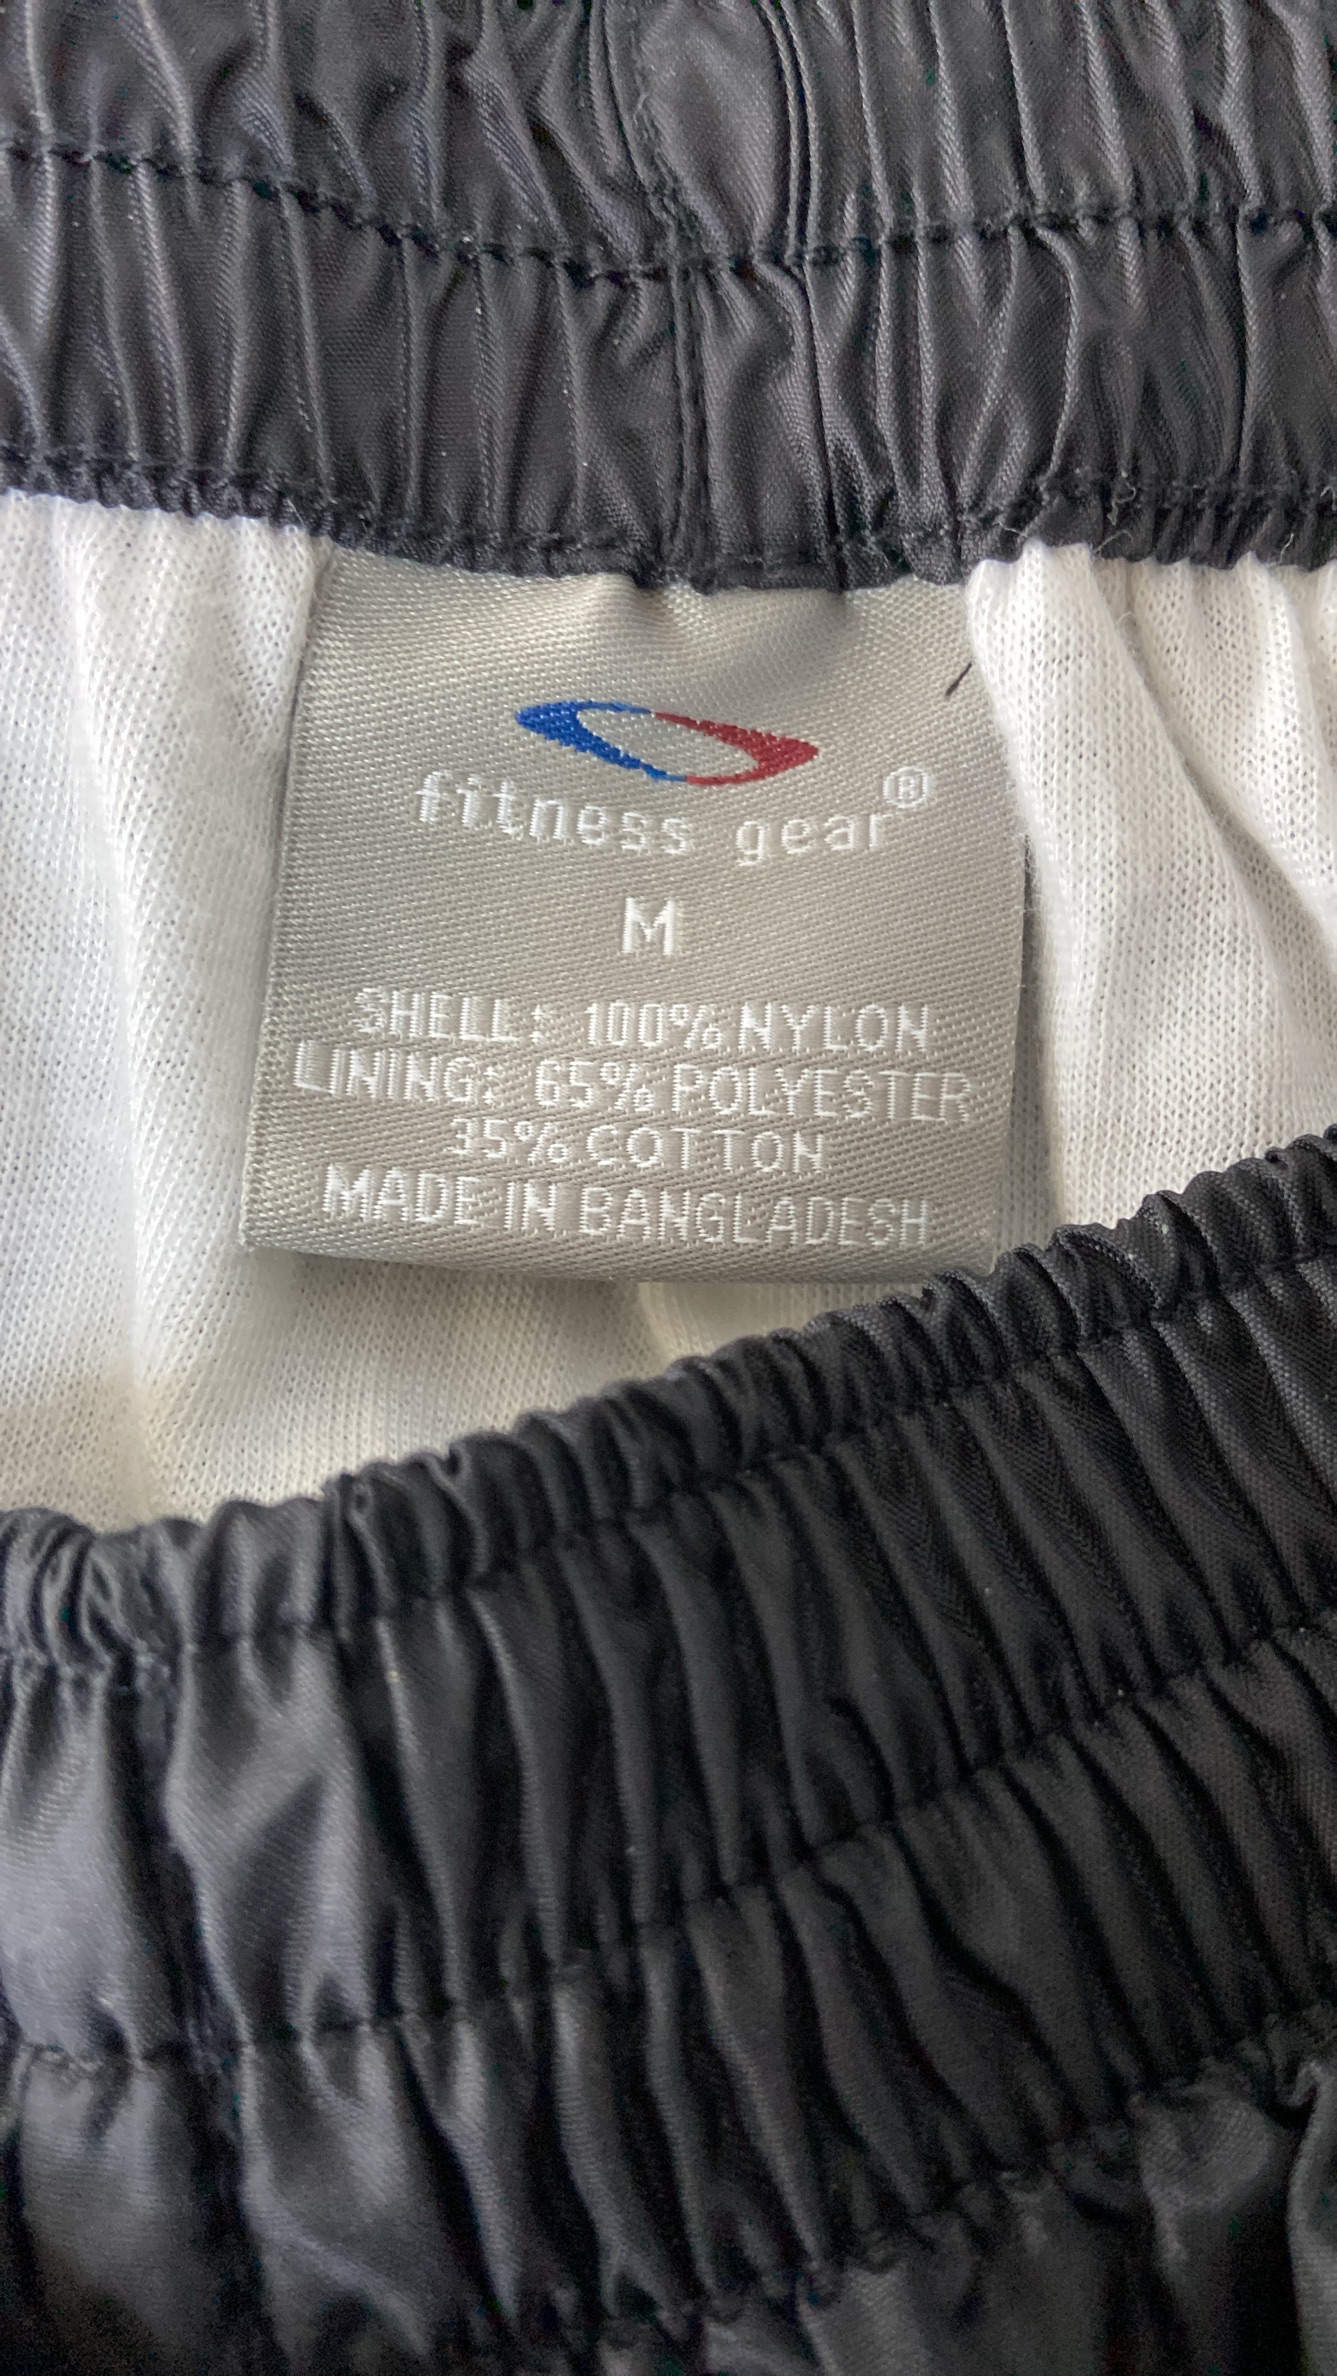 fitness gear®
M
SHELL: 100% NYLON
LINING: 65% POLYESTER
35% COTTON
MADE IN BANGLADESH